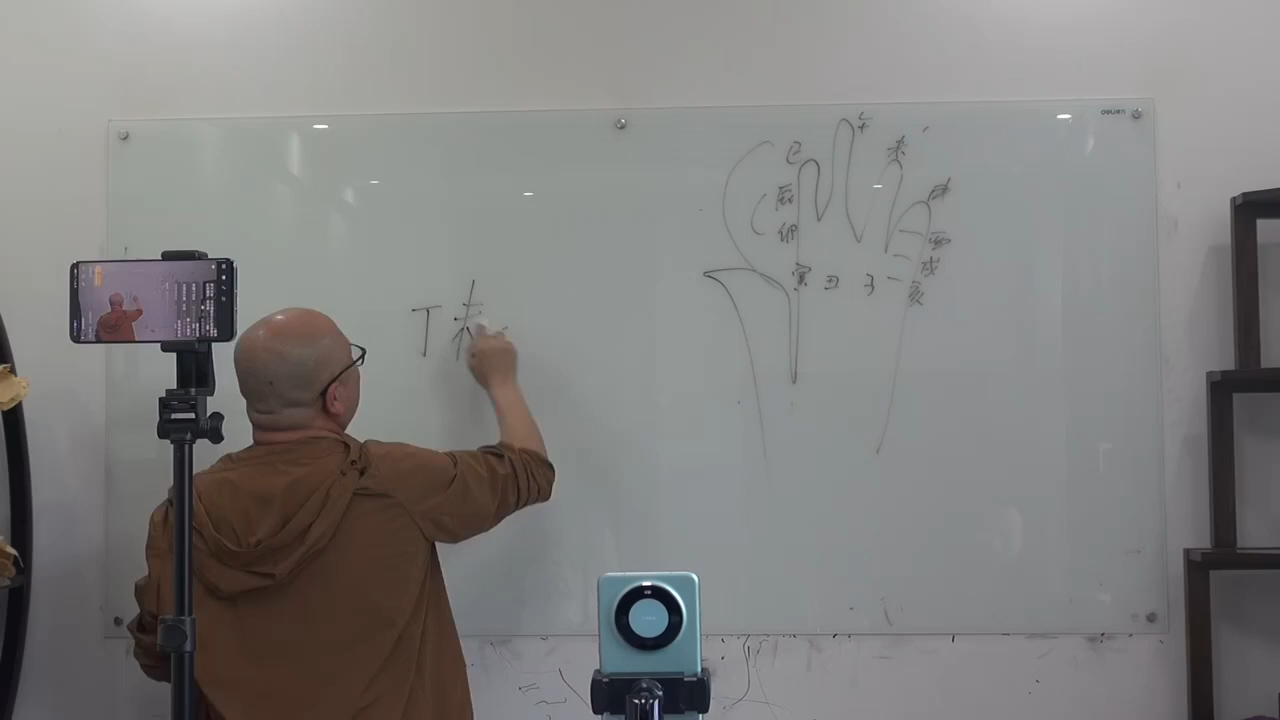 丁未
午
巳
未
辰
申
卯
酉
戌
寅 丑 子
亥